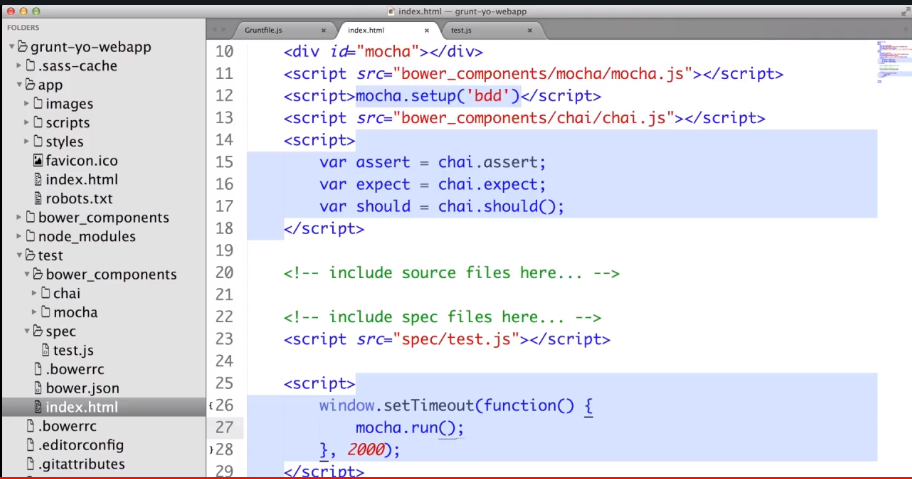 index.html — grunt-yo-webapp
FOLDERS
grunt-yo-webapp
.sass-cache
app
images
scripts
styles
favicon.ico
index.html
robots.txt
bower_components
node_modules
test
bower_components
chai
mocha
spec
test.js
.bowerrc
bower.json
index.html
.bowerrc
.editorconfig
.gitattributes
Gruntfile.js × index.html × test.js ×
10 <div id="mocha"></div>
11 <script src="bower_components/mocha/mocha.js"></script>
12 <script>mocha.setup('bdd')</script>
13 <script src="bower_components/chai/chai.js"></script>
14 <script>
15 var assert = chai.assert;
16 var expect = chai.expect;
17 var should = chai.should();
18 </script>
19
20 <!-- include source files here... -->
21
22 <!-- include spec files here... -->
23 <script src="spec/test.js"></script>
24
25 <script>
{26 window.setTimeout(function() {
27 mocha.run();
}28 }, 2000);
29 </script>